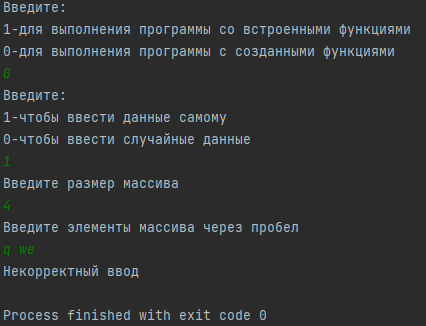 Введите:
1-для выполнения программы со встроенными функциями
0-для выполнения программы с созданными функциями
0
Введите:
1-чтобы ввести данные самому
0-чтобы ввести случайные данные
1
Введите размер массива
4
Введите элементы массива через пробел
q we
Некорректный ввод
Process finished with exit code 0